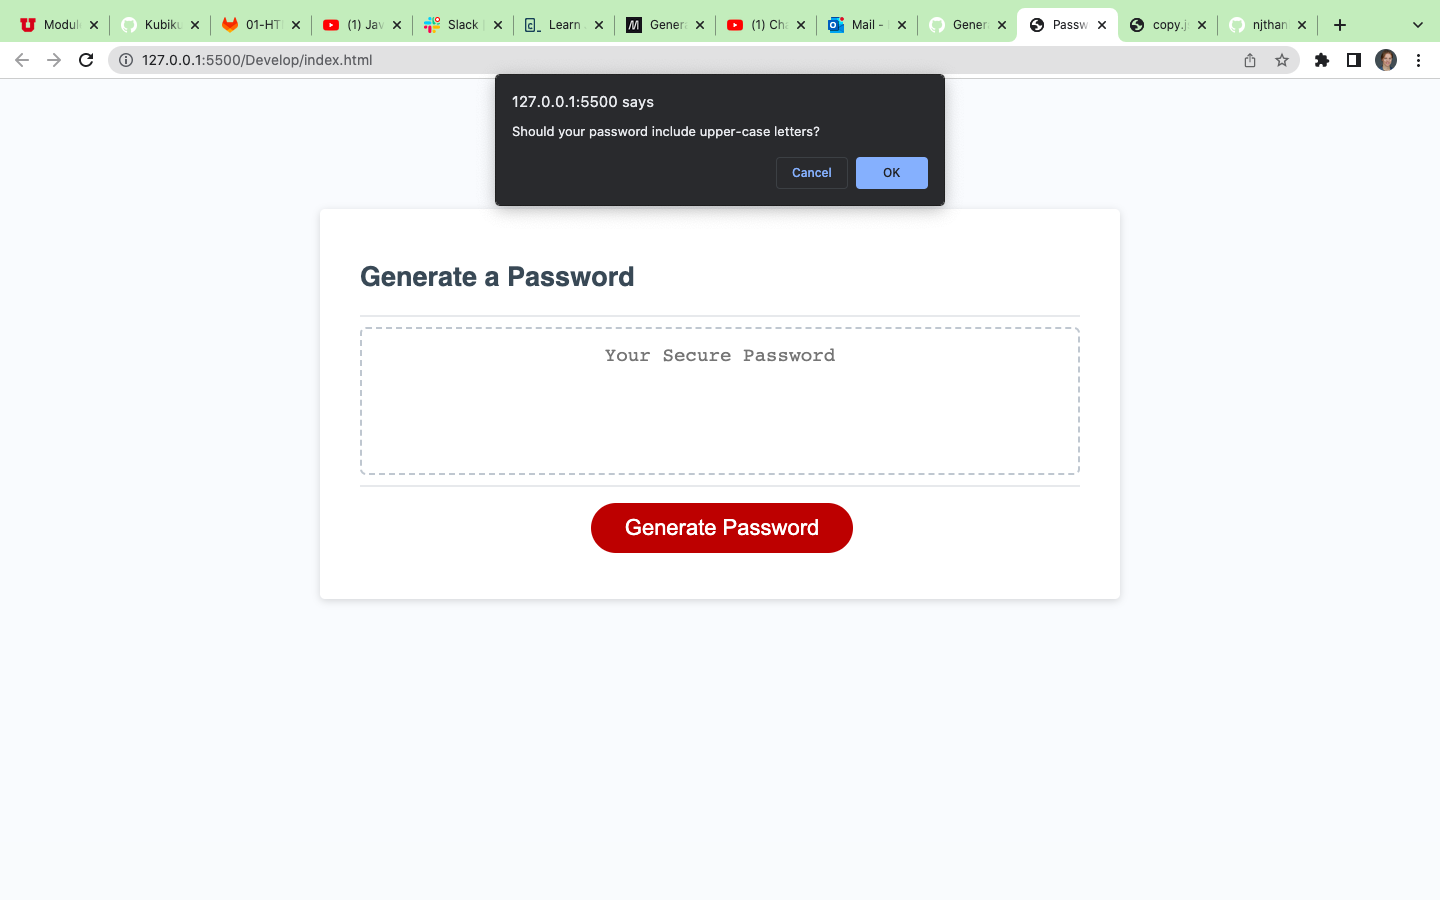 Modul
Kubiku
01-HT
(1) Jav
Slack
Learn
Genera
(1) Cha
Mail -
Genera
Passw
copy.j
njthan
127.0.0.1:5500/Develop/index.html
127.0.0.1:5500 says
Should your password include upper-case letters?
Cancel
OK
Generate a Password
Your Secure Password
Generate Password